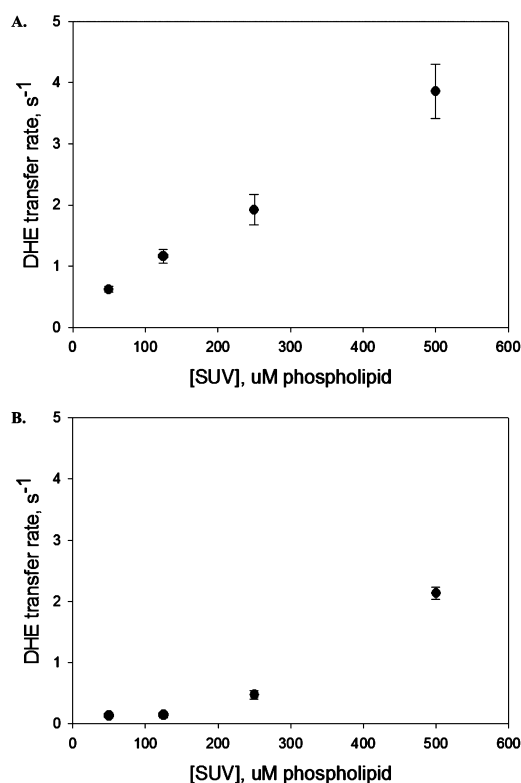 A.
5
4
3
2
1
0
DHE transfer rate, s-1
0 100 200 300 400 500 600
[SUV], uM phospholipid
B.
5
4
3
2
1
0
DHE transfer rate, s-1
0 100 200 300 400 500 600
[SUV], uM phospholipid